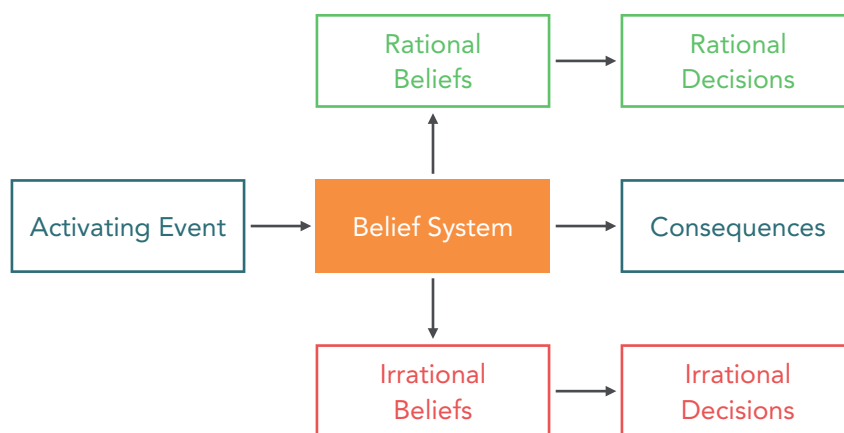 Rational
Beliefs
Rational
Decisions
Activating Event
Belief System
Consequences
Irrational
Beliefs
Irrational
Decisions